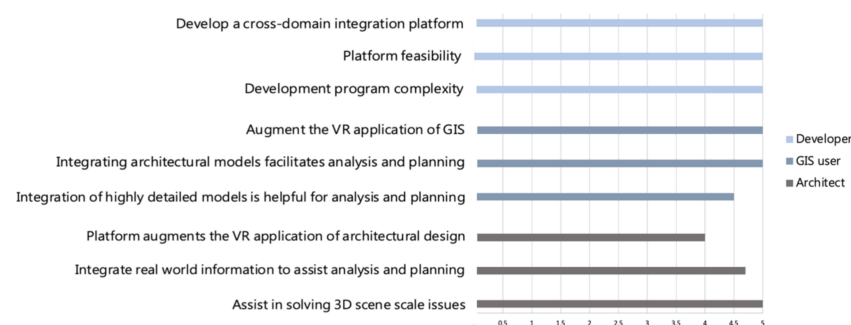 Develop a cross-domain integration platform
Platform feasibility
Development program complexity
Augment the VR application of GIS
Integrating architectural models facilitates analysis and planning
Integration of highly detailed models is helpful for analysis and planning
Platform augments the VR application of architectural design
Integrate real world information to assist analysis and planning
Assist in solving 3D scene scale issues
Developer
GIS user
Architect
0.5 1 1.5 2 2.5 3 3.5 4 4.5 5